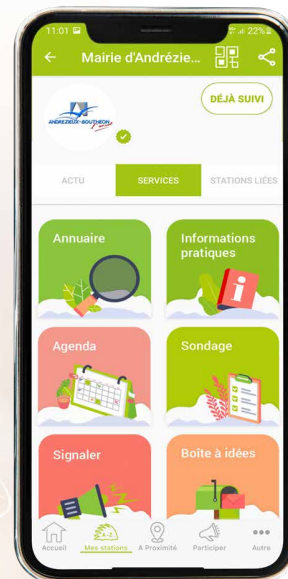 11:01
22%
Mairie d'Andrézie...
ANDREZIEUX-BOUTHEON
DÉJÀ SUIVI
ACTU
SERVICES
STATIONS LIÉES
Annuaire
Informations
pratiques
Agenda
Sondage
Signaler
Boîte à idées
Accueil
Mes stations
A Proximité
Participer
Autre